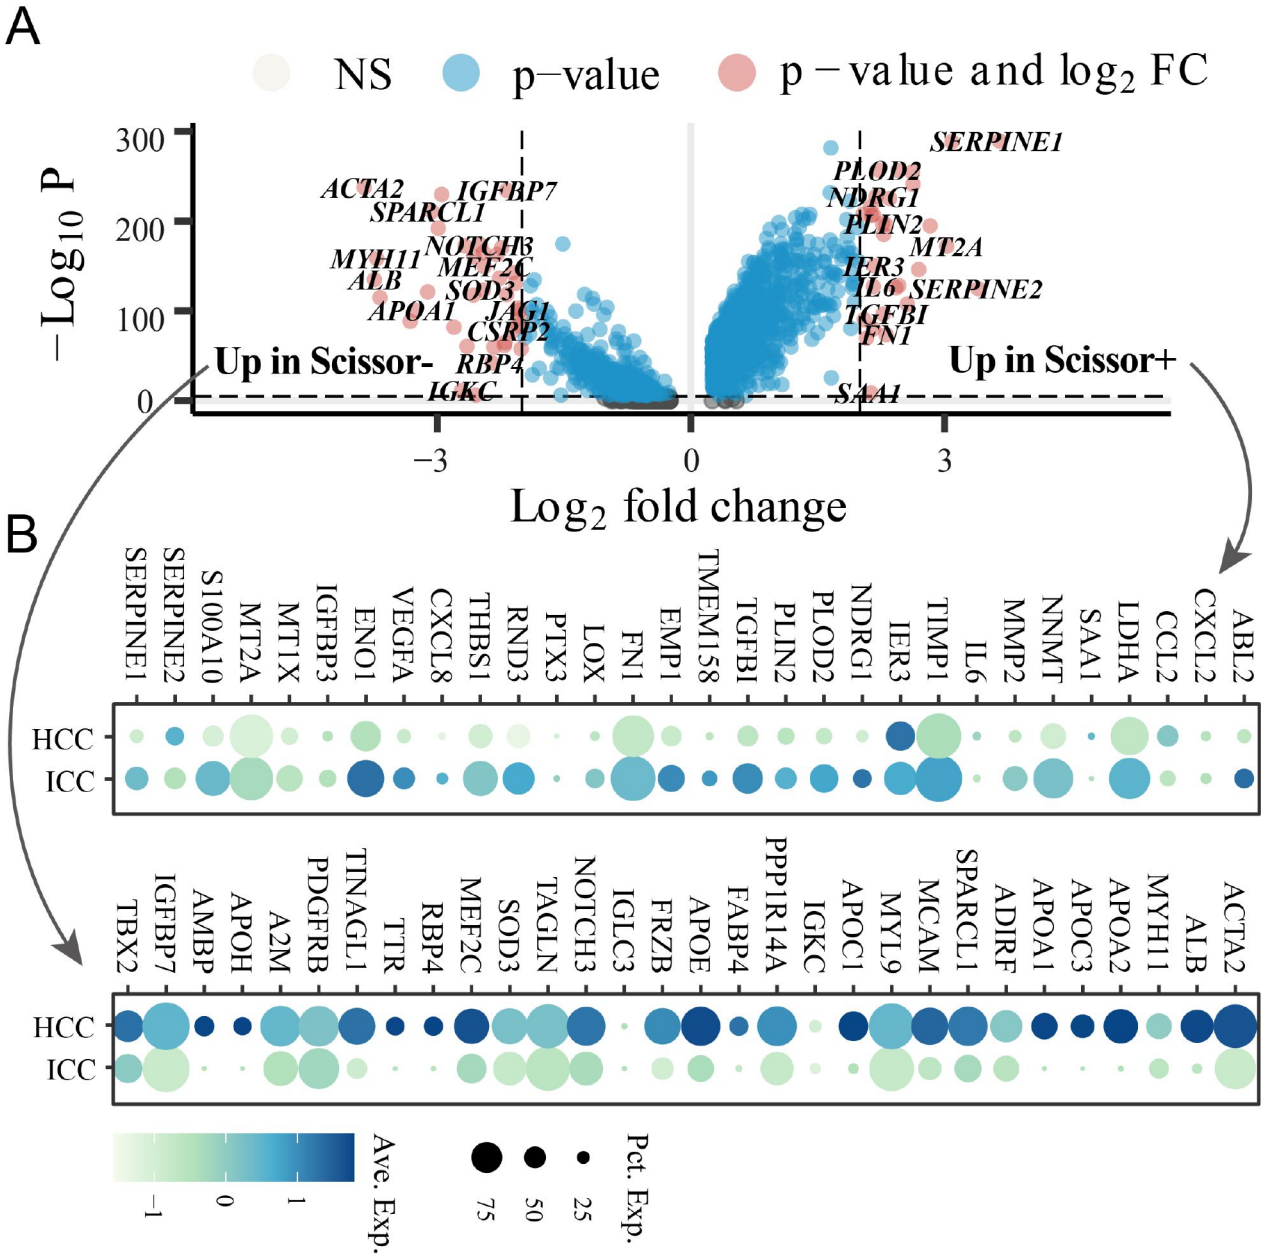 A
NS p-value p-value and log2 FC
-Log10 P
300
200
100
0
SERPINE1
PLOD2
ACTA2 IGFBP7 NDRG1
SPARCL1 PLIN2
NOTCH3 MT2A
MYH11 MEF2C IER3
ALB SOD3 IL6 SERPINE2
APOA1 JAG1 TGFBI
CSRP2 FN1
Up in Scissor- RBP4 Up in Scissor+
IGKC SAA1
-3 0 3
Log2 fold change
B
SERPINE1 SERPINE2 S100A10 MT2A MT1X IGFBP3 ENO1 VEGFA CXCL8 THBS1 RND3 PTX3 LOX FN1 EMP1 TMEM158 TGFBI PLIN2 PLOD2 NDRG1 IER3 TIMP1 IL6 MMP2 NNMT SAA1 LDHA CCL2 CXCL2 ABL2
HCC
ICC
TBX2 IGFBP7 AMBP APOH A2M PDGFRB TINAGL1 TTR RBP4 MEF2C SOD3 TAGLN NOTCH3 IGLC3 FRZB APOE FABP4 PPP1R14A IGKC APOC1 MYL9 MCAM SPARCL1 ADIRF APOA1 APOC3 APOA2 MYH11 ALB ACTA2
HCC
ICC
-1 0 1 Ave. Exp.
75 50 25 Pct. Exp.